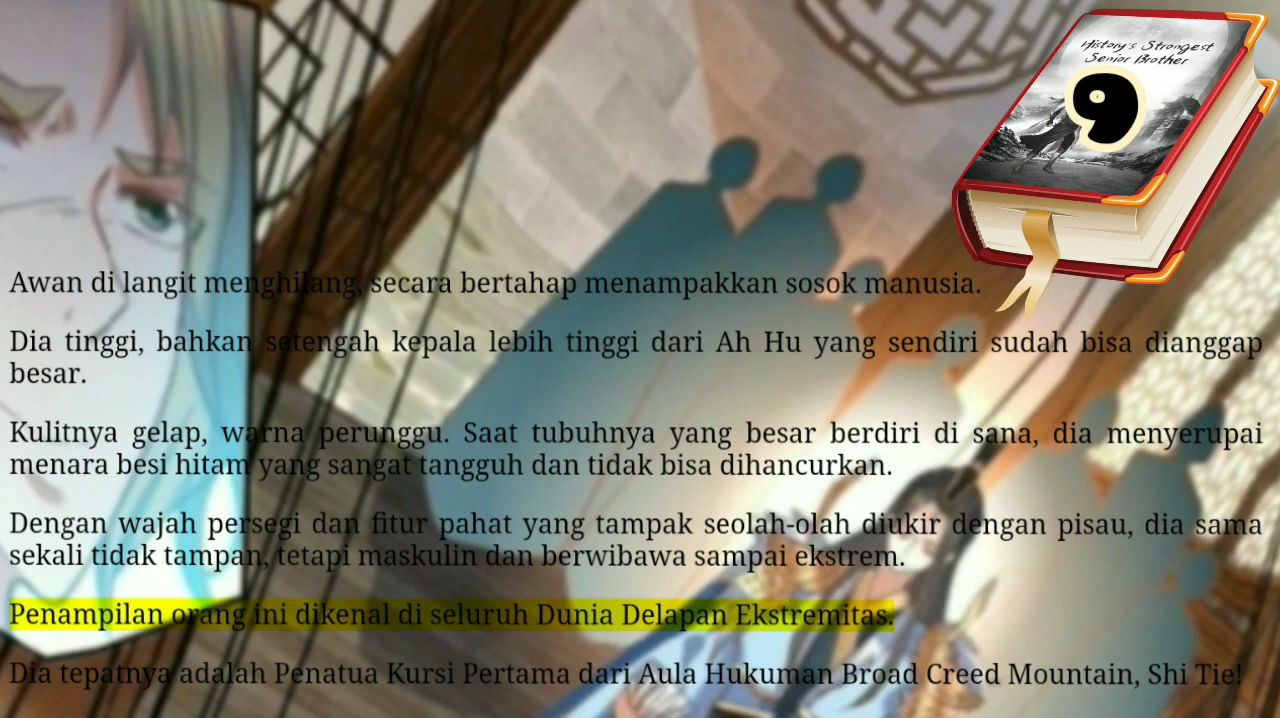 History's Strongest
Senior Brother
9
Awan di langit menghilang, secara bertahap menampakkan sosok manusia.
Dia tinggi, bahkan setengah kepala lebih tinggi dari Ah Hu yang sendiri sudah bisa dianggap
besar.
Kulitnya gelap, warna perunggu. Saat tubuhnya yang besar berdiri di sana, dia menyerupai
menara besi hitam yang sangat tangguh dan tidak bisa dihancurkan.
Dengan wajah persegi dan fitur pahat yang tampak seolah-olah diukir dengan pisau, dia sama
sekali tidak tampan, tetapi maskulin dan berwibawa sampai ekstrem.
Penampilan orang ini dikenal di seluruh Dunia Delapan Ekstremitas.
Dia tepatnya adalah Penatua Kursi Pertama dari Aula Hukuman Broad Creed Mountain, Shi Tie!